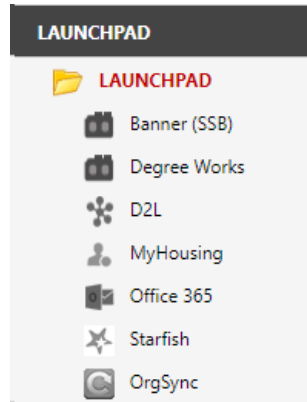 LAUNCHPAD
LAUNCHPAD
Banner (SSB)
Degree Works
D2L
MyHousing
Office 365
Starfish
OrgSync